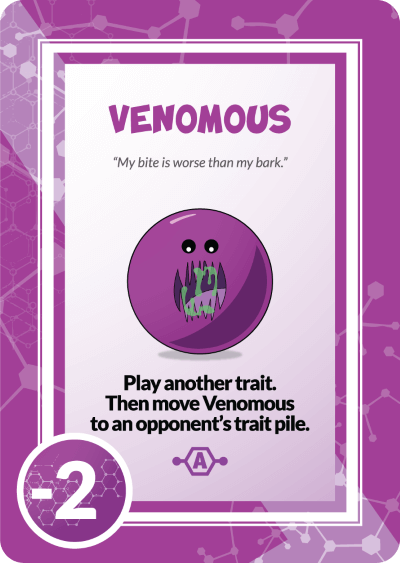 VENOMOUS
“My bite is worse than my bark.”
Play another trait.
Then move Venomous
to an opponent’s trait pile.
A
-2